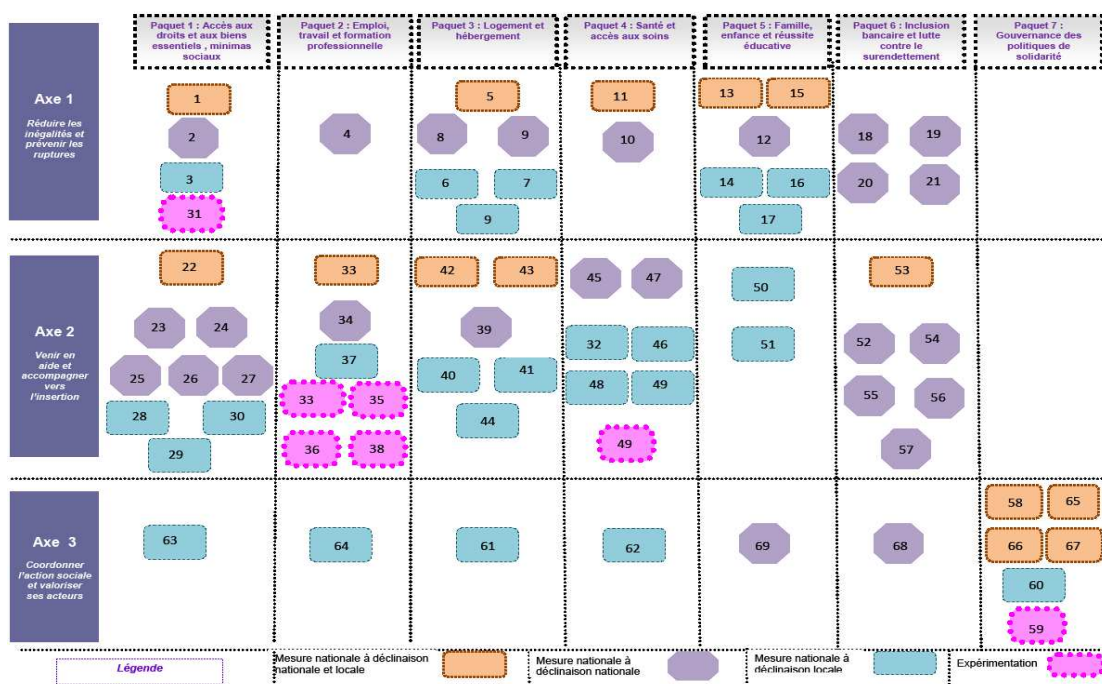 Paquet 1 : Accès aux
droits et aux biens
essentiels , minimas
sociaux
Paquet 2 : Emploi,
travail et formation
professionnelle
Paquet 3 : Logement et
hébergement
Paquet 4 : Santé et
accès aux soins
Paquet 5 : Famille,
enfance et réussite
éducative
Paquet 6 : Inclusion
bancaire et lutte
contre le
surendettement
Paquet 7 :
Gouvernance des
politiques de
solidarité
Axe 1
Réduire les
inégalités et
prévenir les
ruptures
1
2
3
31
4
5
8 9
6 7
9
11
10
13 15
12
14 16
17
18 19
20 21
Axe 2
Venir en
aide et
accompagner
vers
l'insertion
22
23 24
25 26 27
28 30
29
33
34
37
33 35
36 38
42 43
39
40 41
44
45 47
32 46
48 49
49
50
51
53
52 54
55 56
57
Axe 3
Coordonner
l'action sociale
et valoriser
ses acteurs
63
64
61
62
69
68
58 65
66 67
60
59
Légende
Mesure nationale à déclinaison
nationale et locale
Mesure nationale à
déclinaison nationale
Mesure nationale à
déclinaison locale
Expérimentation